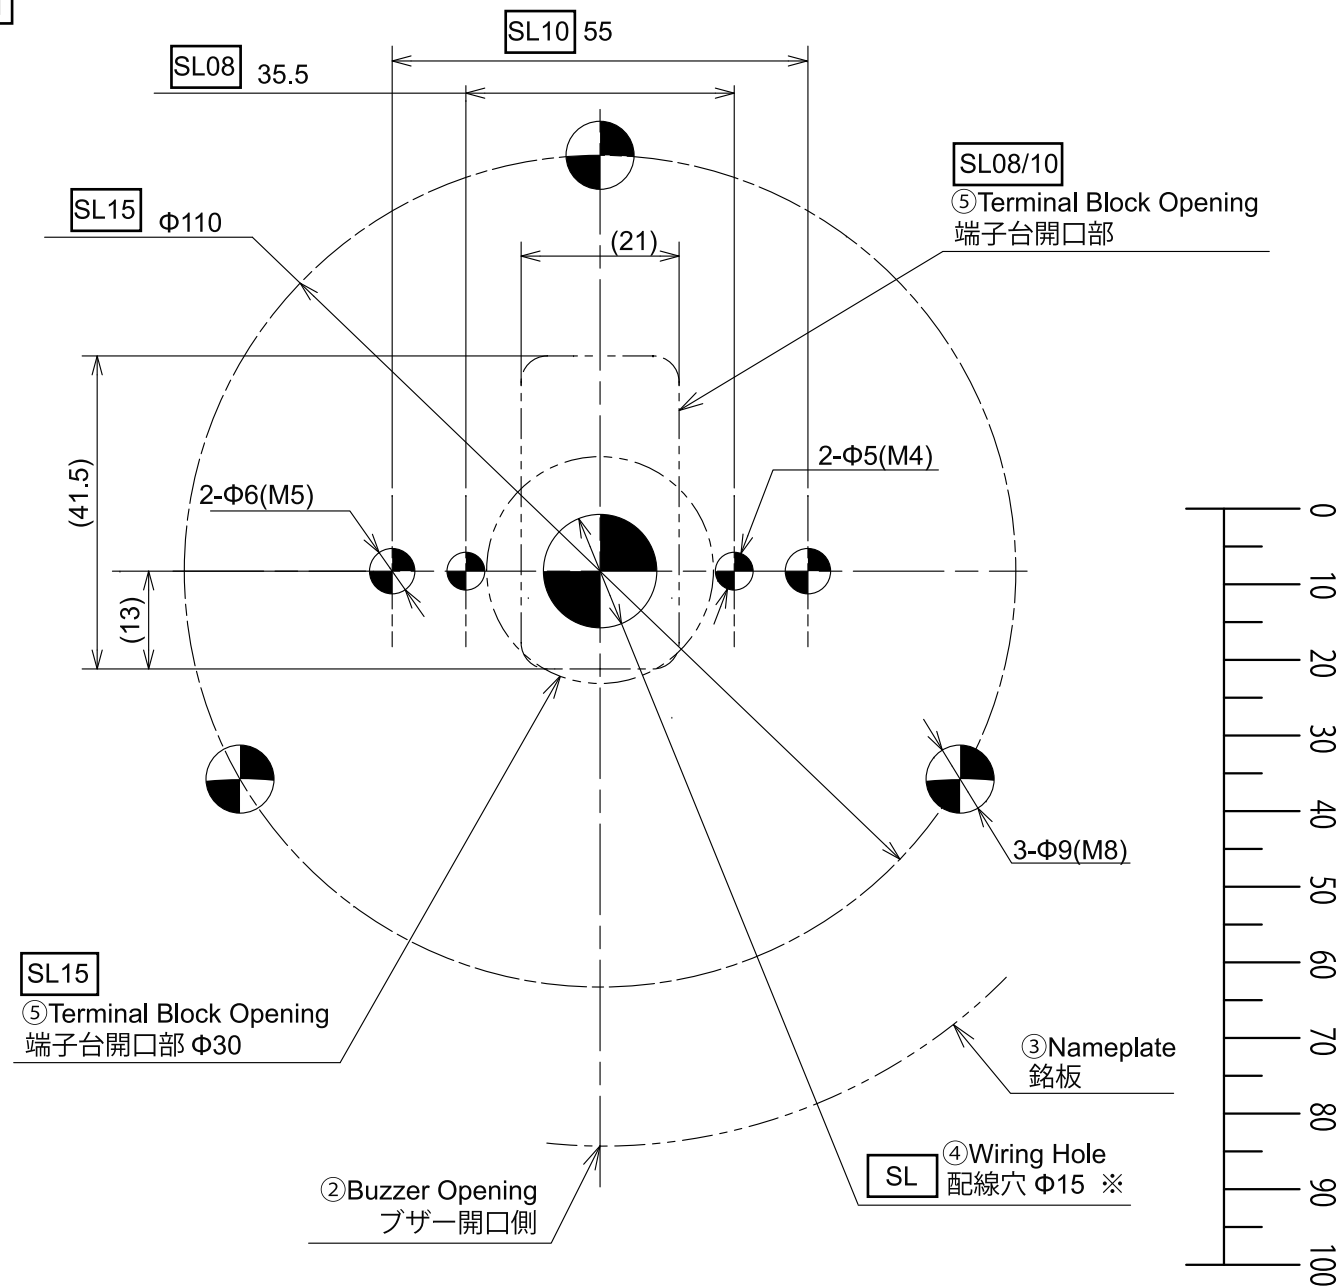 SL10 55
SL08 35.5
SL08/10
⑤Terminal Block Opening
端子台開口部
SL15 Φ110
(21)
(41.5)
2-Φ5(M4)
2-Φ6(M5)
(13)
3-Φ9(M8)
SL15
⑤Terminal Block Opening
端子台開口部 Φ30
③Nameplate
銘板
SL ④Wiring Hole
配線穴 Φ15 ※
②Buzzer Opening
ブザー開口側
0
10
20
30
40
50
60
70
80
90
100